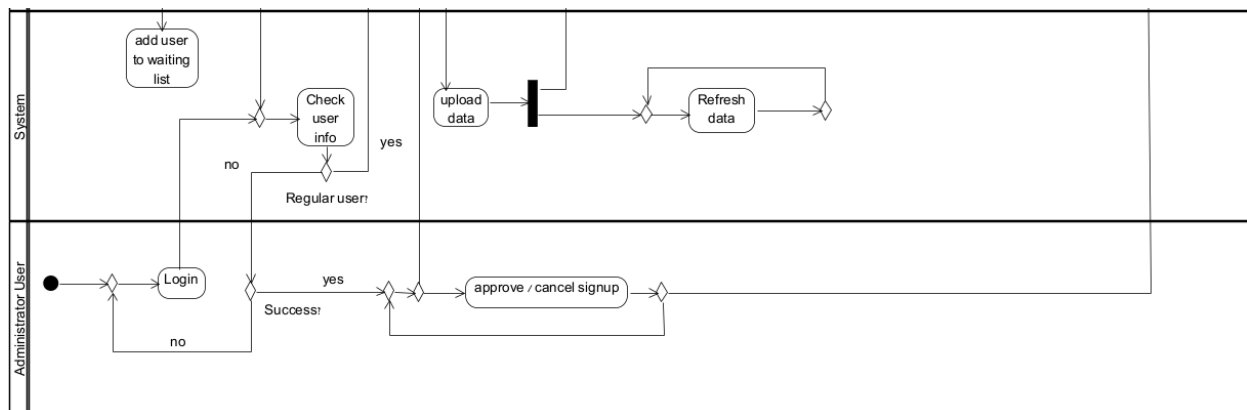 System
add user
to waiting
list
Check
user
info
upload
data
Refresh
data
yes
no
Regular user?
Administrator User
Login
yes
approve / cancel signup
Success?
no